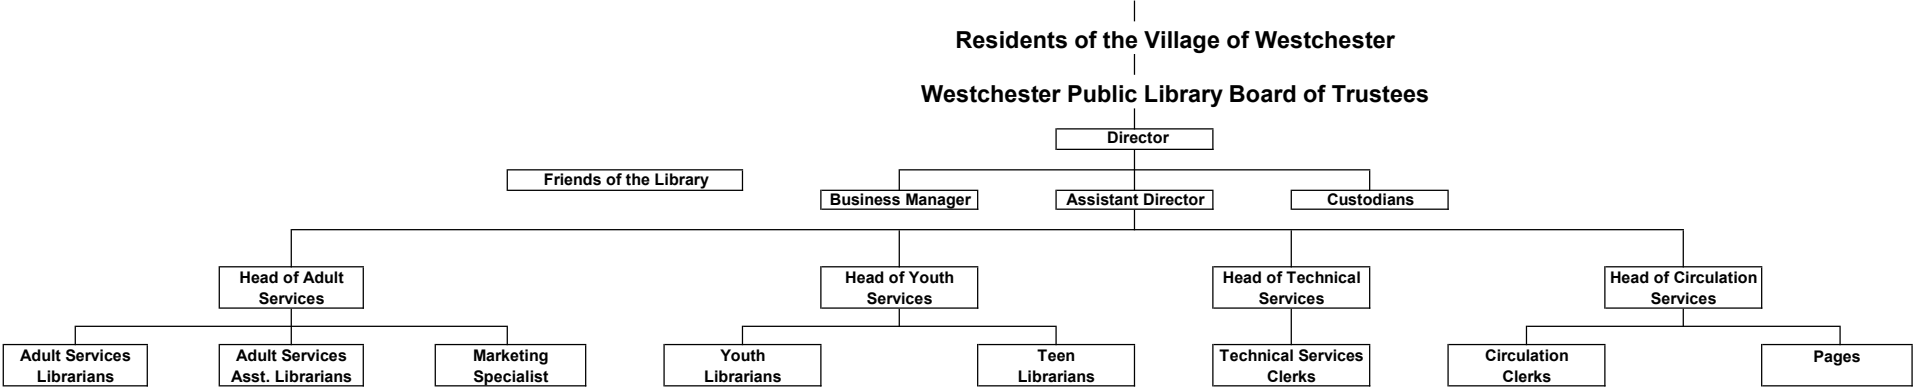 Residents of the Village of Westchester
Westchester Public Library Board of Trustees
Director
Friends of the Library
Business Manager
Assistant Director
Custodians
Head of Adult
Services
Head of Youth
Services
Head of Technical
Services
Head of Circulation
Services
Adult Services
Librarians
Adult Services
Asst. Librarians
Marketing
Specialist
Youth
Librarians
Teen
Librarians
Technical Services
Clerks
Circulation
Clerks
Pages